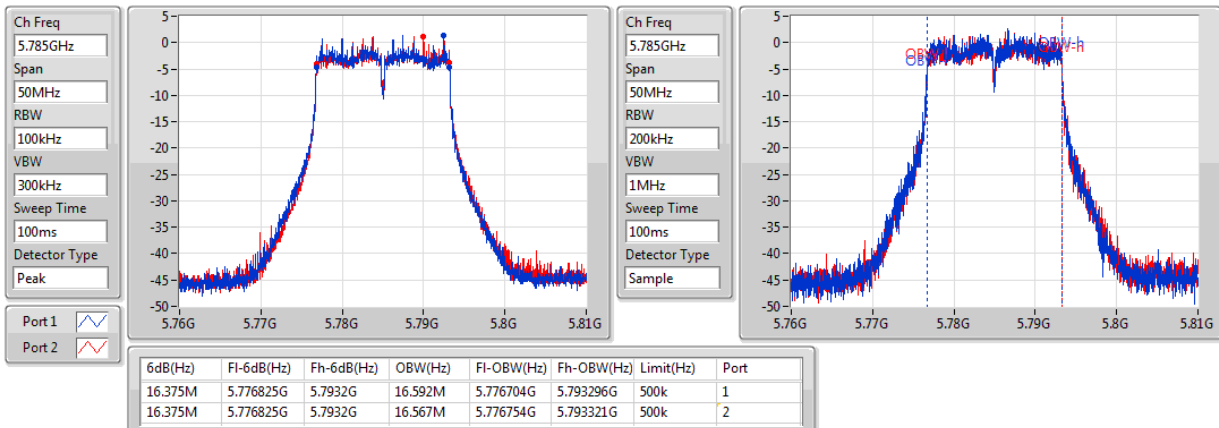 Ch Freq
5.785GHz
Span
50MHz
RBW
100kHz
VBW
300kHz
Sweep Time
100ms
Detector Type
Peak
Port 1
Port 2
5
0
-5
-10
-15
-20
-25
-30
-35
-40
-45
-50
5.76G 5.77G 5.78G 5.79G 5.8G 5.81G
Ch Freq
5.785GHz
Span
50MHz
RBW
200kHz
VBW
1MHz
Sweep Time
100ms
Detector Type
Sample
5
0
-5
-10
-15
-20
-25
-30
-35
-40
-45
-50
OBW-h
5.76G 5.77G 5.78G 5.79G 5.8G 5.81G
6dB(Hz) Fl-6dB(Hz) Fh-6dB(Hz) OBW(Hz) Fl-OBW(Hz) Fh-OBW(Hz) Limit(Hz) Port
16.375M 5.776825G 5.7932G 16.592M 5.776704G 5.793296G 500k 1
16.375M 5.776825G 5.7932G 16.567M 5.776754G 5.793321G 500k 2